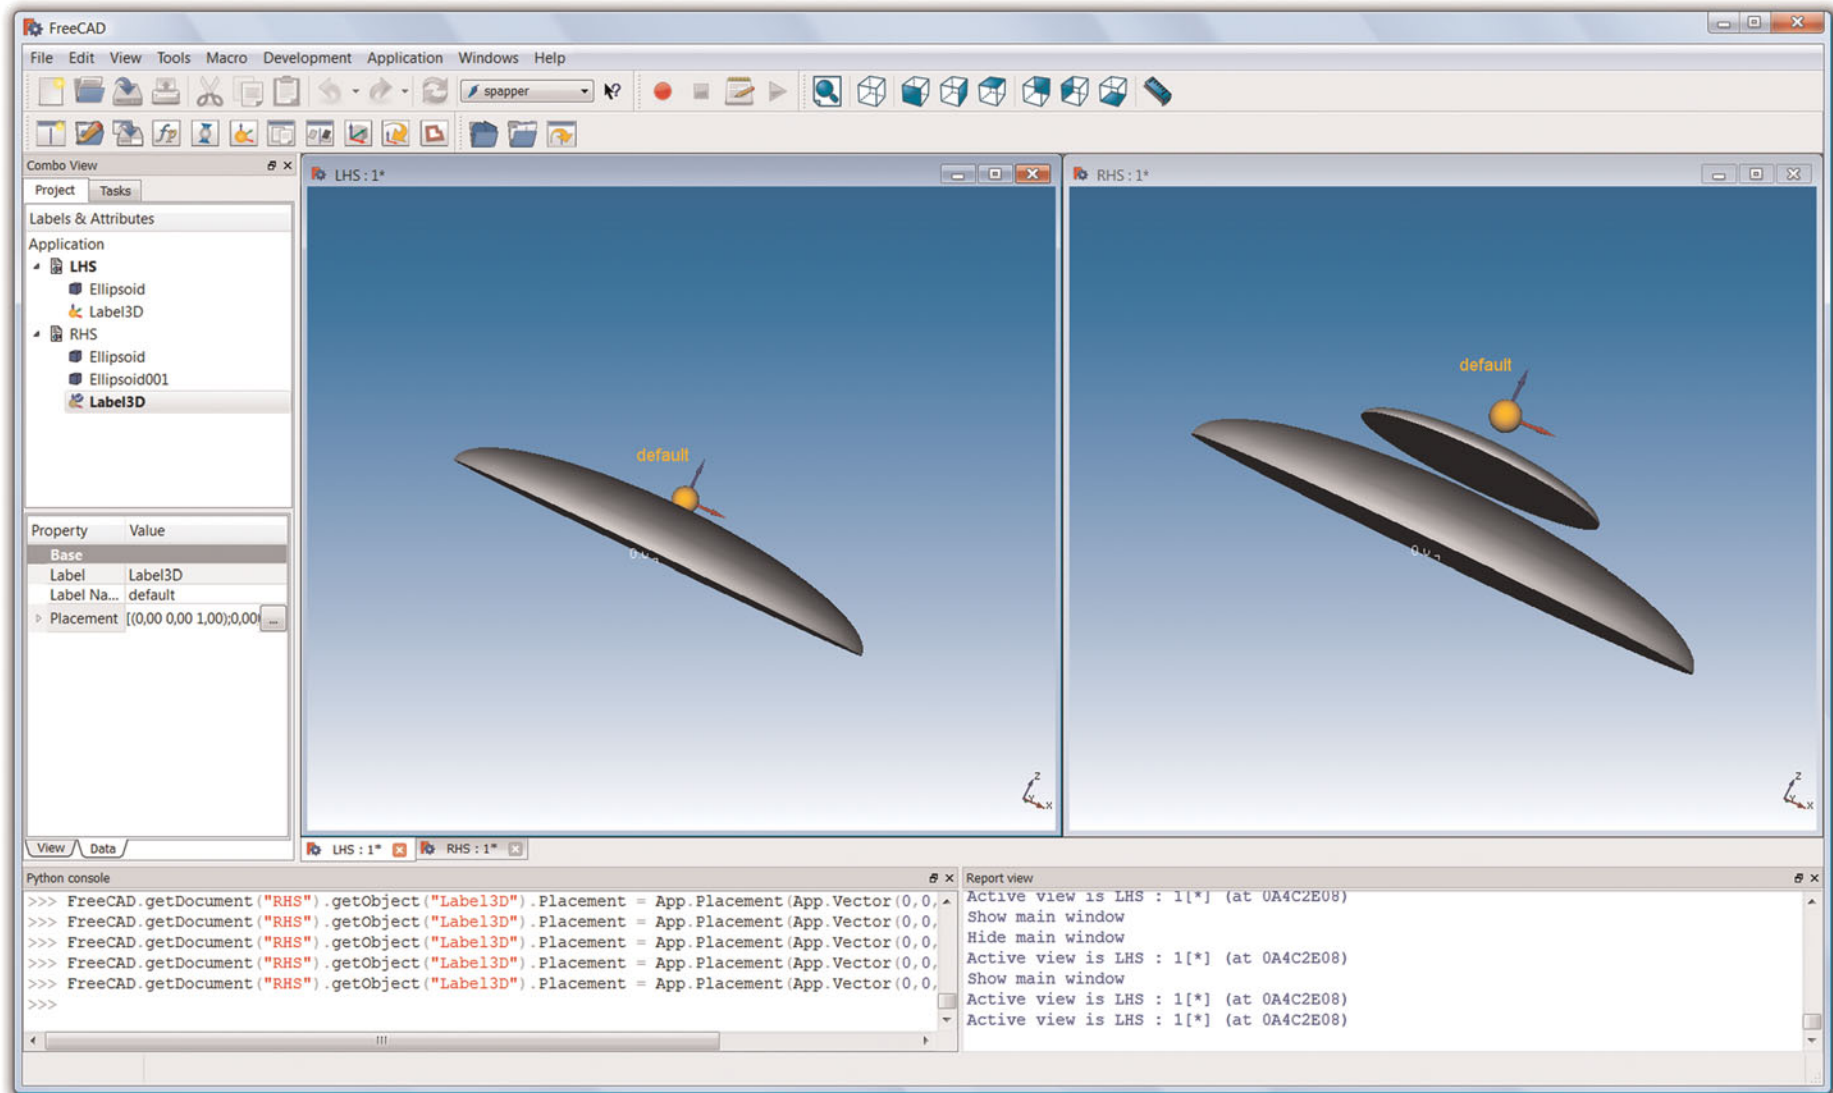 FreeCAD
File Edit View Tools Macro Development Application Windows Help
spapper
Combo View
Project Tasks
Labels & Attributes
Application
LHS
Ellipsoid
Label3D
RHS
Ellipsoid
Ellipsoid001
Label3D
Property Value
Base
Label Label3D
Label Na... default
Placement [(0,00 0,00 1,00);0,00 ...
View Data
LHS : 1*
default
Z
Y
X
RHS : 1*
default
Z
Y
X
LHS : 1* RHS : 1*
Python console
>>> FreeCAD.getDocument("RHS").getObject("Label3D").Placement = App.Placement(App.Vector(0,0,
>>> FreeCAD.getDocument("RHS").getObject("Label3D").Placement = App.Placement(App.Vector(0,0,
>>> FreeCAD.getDocument("RHS").getObject("Label3D").Placement = App.Placement(App.Vector(0,0,
>>> FreeCAD.getDocument("RHS").getObject("Label3D").Placement = App.Placement(App.Vector(0,0,
>>> FreeCAD.getDocument("RHS").getObject("Label3D").Placement = App.Placement(App.Vector(0,0,
>>>
Report view
Active view is LHS : 1[*] (at 0A4C2E08)
Show main window
Hide main window
Active view is LHS : 1[*] (at 0A4C2E08)
Show main window
Active view is LHS : 1[*] (at 0A4C2E08)
Active view is LHS : 1[*] (at 0A4C2E08)